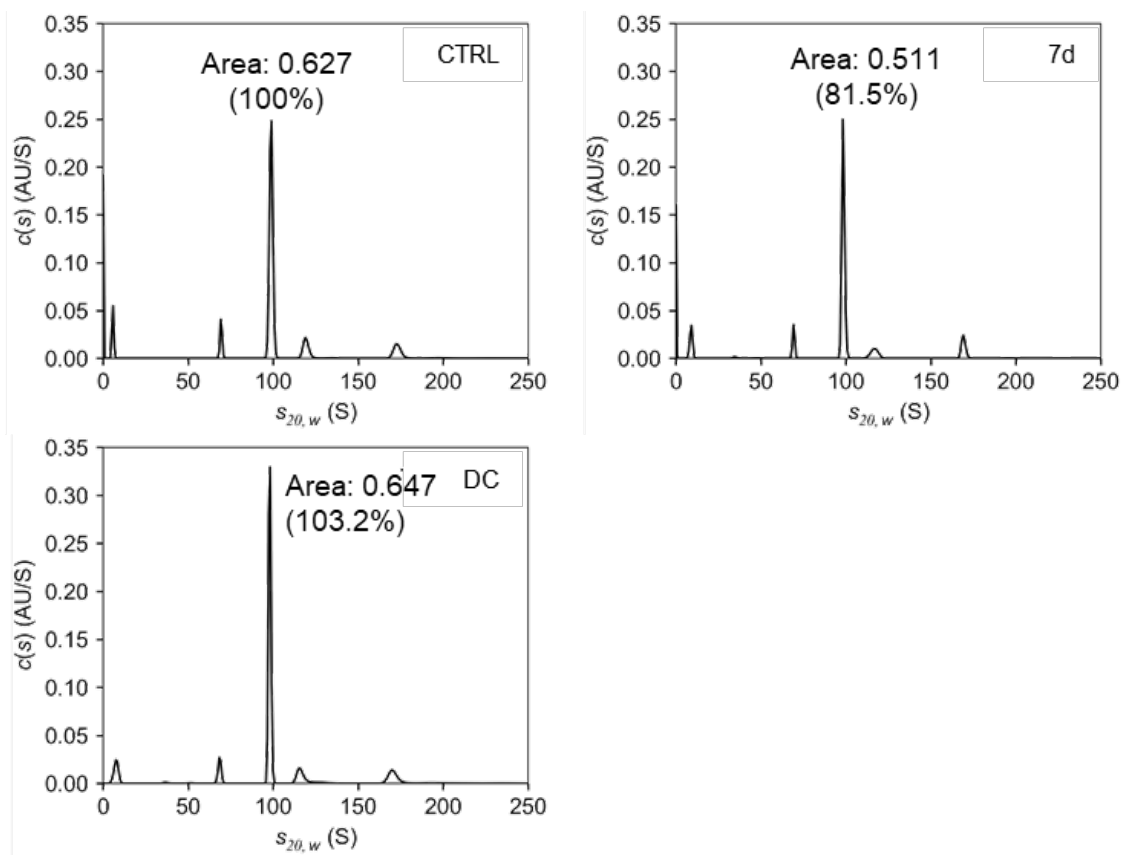 0.35
0.30
0.25
0.20
0.15
0.10
0.05
0.00
c(s) (AU/S)
Area: 0.627
(100%)
CTRL
0 50 100 150 200 250
s20, w (S)
0.35
0.30
0.25
0.20
0.15
0.10
0.05
0.00
c(s) (AU/S)
Area: 0.511
(81.5%)
7d
0 50 100 150 200 250
s20, w (S)
0.35
0.30
0.25
0.20
0.15
0.10
0.05
0.00
c(s) (AU/S)
Area: 0.647
(103.2%)
DC
0 50 100 150 200 250
s20, w (S)